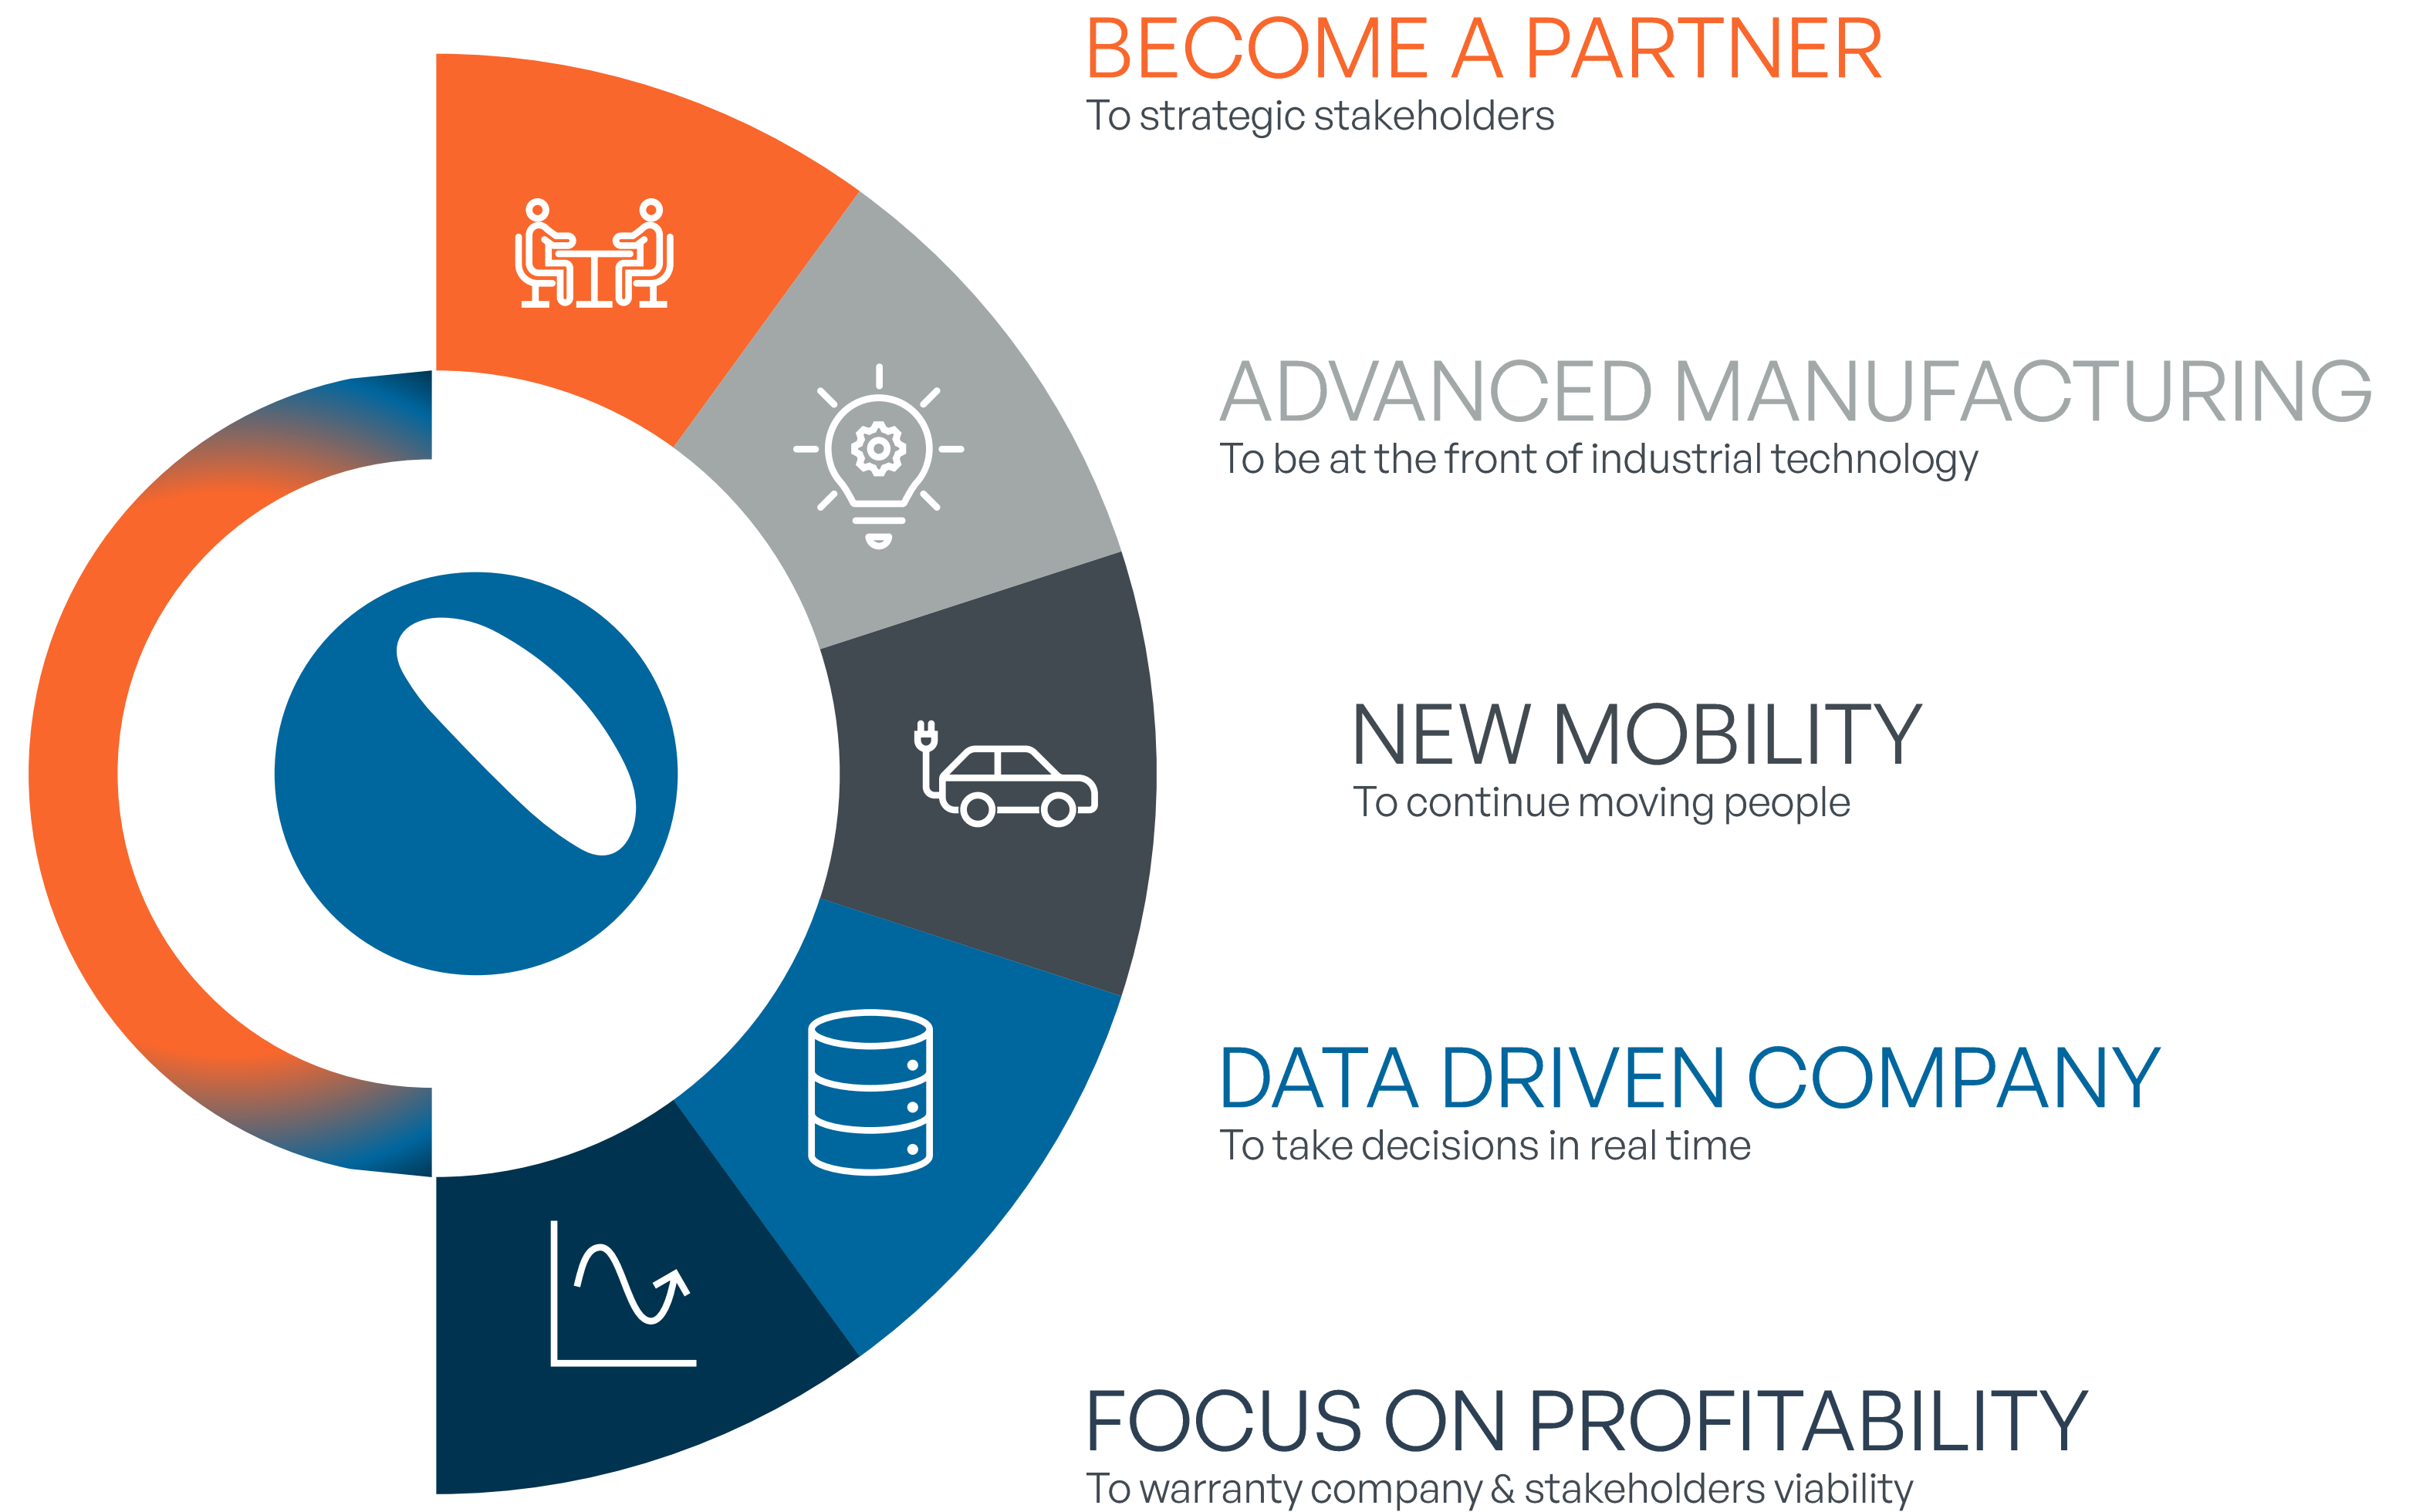 BECOME A PARTNER
To strategic stakeholders
ADVANCED MANUFACTURING
To be at the front of industrial technology
NEW MOBILITY
To continue moving people
DATA DRIVEN COMPANY
To take decisions in real time
FOCUS ON PROFITABILITY
To warranty company & stakeholders viability